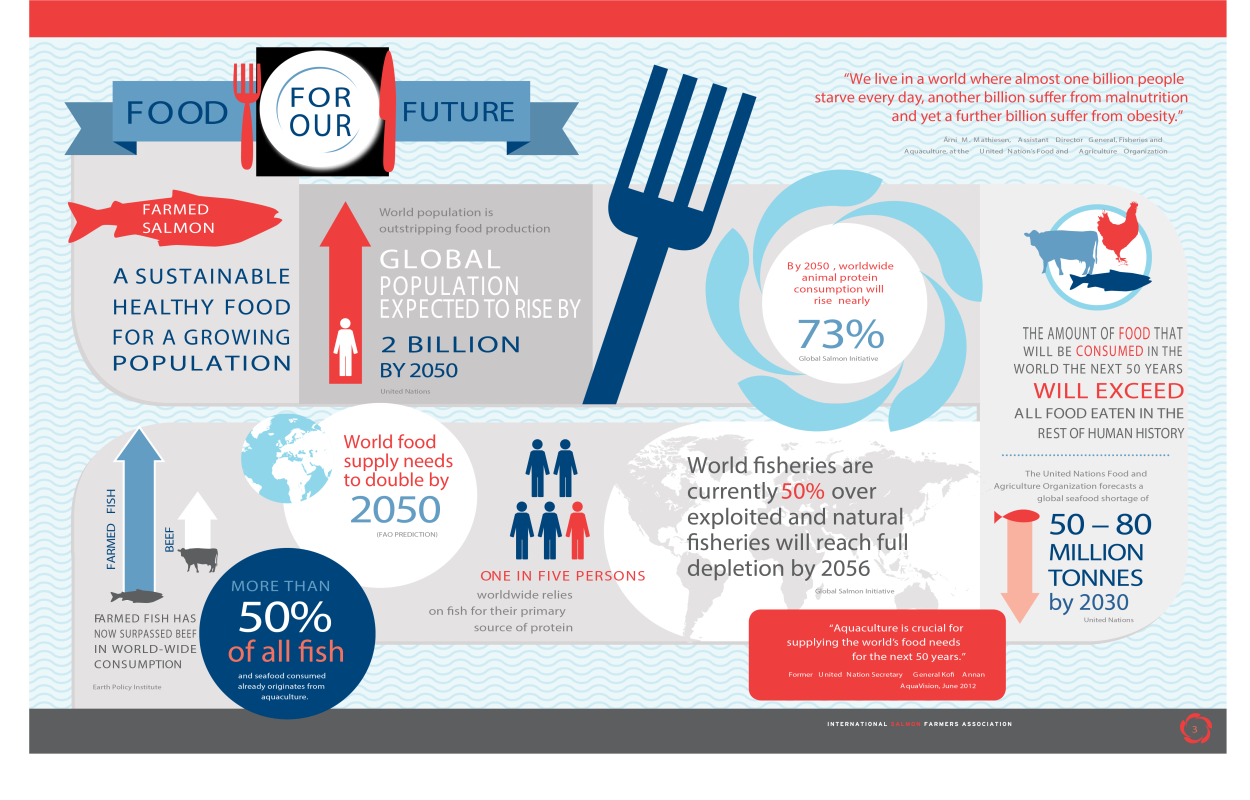 FOOD
FOR
OUR
FUTURE
“We live in a world where almost one billion people
starve every day, another billion suffer from malnutrition
and yet a further billion suffer from obesity.”
Arni M. Mathiesen, Assistant Director General, Fisheries and
Aquaculture, at the United Nation's Food and Agriculture Organization
FARMED
SALMON
A SUSTAINABLE
HEALTHY FOOD
FOR A GROWING
POPULATION
World population is
outstripping food production
GLOBAL
POPULATION
EXPECTED TO RISE BY
2 BILLION
BY 2050
United Nations
By 2050 , worldwide
animal protein
consumption will
rise nearly
73%
Global Salmon Initiative
THE AMOUNT OF FOOD THAT
WILL BE CONSUMED IN THE
WORLD THE NEXT 50 YEARS
WILL EXCEED
ALL FOOD EATEN IN THE
REST OF HUMAN HISTORY
The United Nations Food and
Agriculture Organization forecasts a
global seafood shortage of
50 – 80
MILLION
TONNES
by 2030
United Nations
FARMED FISH
BEEF
FARMED FISH HAS
NOW SURPASSED BEEF
IN WORLD-WIDE
CONSUMPTION
Earth Policy Institute
World food
supply needs
to double by
2050
(FAO PREDICTION)
MORE THAN
50%
of all fish
and seafood consumed
already originates from
aquaculture.
ONE IN FIVE PERSONS
worldwide relies
on fish for their primary
source of protein
World fisheries are
currently 50% over
exploited and natural
fisheries will reach full
depletion by 2056
Global Salmon Initiative
“Aquaculture is crucial for
supplying the world’s food needs
for the next 50 years.”
Former United Nation Secretary General Kofi Annan
AquaVision, June 2012
INTERNATIONAL SALMON FARMERS ASSOCIATION
3